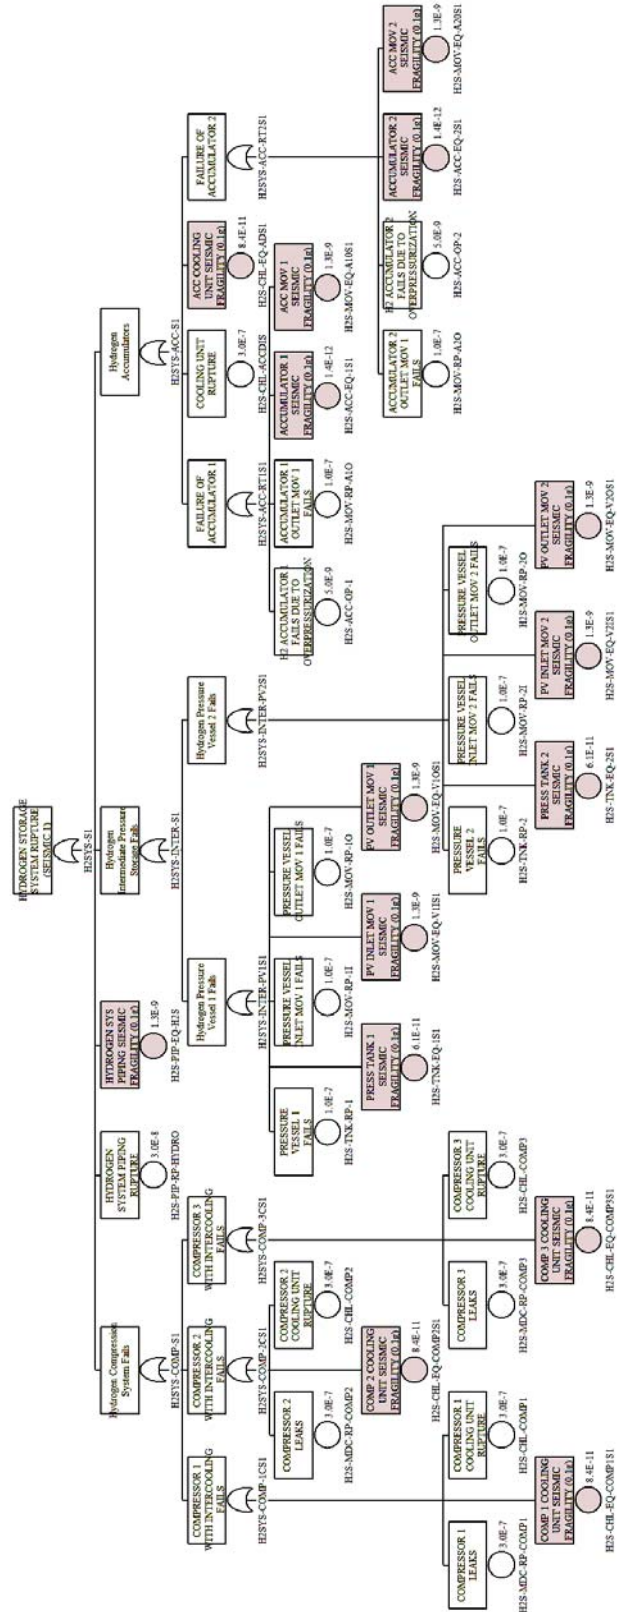 HYDROGEN STORAGE
SYSTEM RUPTURE
(SEISMIC 1)
H2SYS-S1
Hydrogen Compression
System Fails
H2SYS-COMP-S1
HYDROGEN
SYSTEM PIPING
RUPTURE
3.0E-8
H2S-PIP-RP-HYDRO
HYDROGEN SYS
PIPING SIESMIC
FRAGILITY (0.1g)
1.3E-9
H2S-PIP-EQ-H2S
Hydrogen
Intermediate Pressure
Storage Fails
H2SYS-INTER-S1
Hydrogen
Accumulators
H2SYS-ACC-S1
COMPRESSOR 1
WITH INTERCOOLING
FAILS
H2SYS-COMP-1CS1
COMPRESSOR 2
WITH INTERCOOLING
FAILS
H2SYS-COMP-2CS1
COMPRESSOR 3
WITH INTERCOOLING
FAILS
H2SYS-COMP-3CS1
Hydrogen Pressure
Vessel 1 Fails
H2SYS-INTER-PV1S1
Hydrogen Pressure
Vessel 2 Fails
H2SYS-INTER-PV2S1
FAILURE OF
ACCUMULATOR 1
H2SYS-ACC-RT1S1
COOLING UNIT
RUPTURE
3.0E-7
H2S-CHL-ACCDIS
ACC COOLING
UNIT SEISMIC
FRAGILITY (0.1g)
8.4E-11
H2S-CHL-EQ-ADS1
FAILURE OF
ACCUMULATOR 2
H2SYS-ACC-RT2S1
COMPRESSOR 2
LEAKS
3.0E-7
H2S-MDC-RP-COMP2
COMPRESSOR 2
COOLING UNIT
RUPTURE
3.0E-7
H2S-CHL-COMP2
PRESSURE
VESSEL 1
FAILS
1.0E-7
H2S-TNK-RP-1
PRESSURE VESSEL
INLET MOV 1 FAILS
1.0E-7
H2S-MOV-RP-1I
PRESSURE VESSEL
OUTLET MOV 1 FAILS
1.0E-7
H2S-MOV-RP-1O
H2 ACCUMULATOR 1
FAILS DUE TO
OVERPRESSURIZATION
5.0E-9
H2S-ACC-OP-1
ACCUMULATOR 1
OUTLET MOV 1
FAILS
1.0E-7
H2S-MOV-RP-A1O
ACCUMULATOR 1
SEISMIC
FRAGILITY (0.1g)
1.4E-12
H2S-ACC-EQ-1S1
ACC MOV 1
SEISMIC
FRAGILITY (0.1g)
1.3E-9
H2S-MOV-EQ-A1OS1
COMP 2 COOLING
UNIT SEISMIC
FRAGILITY (0.1g)
8.4E-11
H2S-CHL-EQ-COMP2S1
PRESS TANK 1
SEISMIC
FRAGILITY (0.1g)
6.1E-11
H2S-TNK-EQ-1S1
PV INLET MOV 1
SEISMIC
FRAGILITY (0.1g)
1.3E-9
H2S-MOV-EQ-V1IS1
PV OUTLET MOV 1
SEISMIC
FRAGILITY (0.1g)
1.3E-9
H2S-MOV-EQ-V1OS1
ACCUMULATOR 2
OUTLET MOV 1
FAILS
1.0E-7
H2S-MOV-RP-A2O
H2 ACCUMULATOR 2
FAILS DUE TO
OVERPRESSURIZATION
5.0E-9
H2S-ACC-OP-2
ACCUMULATOR 2
SEISMIC
FRAGILITY (0.1g)
1.4E-12
H2S-ACC-EQ-2S1
ACC MOV 2
SEISMIC
FRAGILITY (0.1g)
1.3E-9
H2S-MOV-EQ-A2OS1
COMPRESSOR 1
LEAKS
3.0E-7
H2S-MDC-RP-COMP1
COMPRESSOR 1
COOLING UNIT
RUPTURE
3.0E-7
H2S-CHL-COMP1
COMPRESSOR 3
LEAKS
3.0E-7
H2S-MDC-RP-COMP3
COMPRESSOR 3
COOLING UNIT
RUPTURE
3.0E-7
H2S-CHL-COMP3
PRESSURE
VESSEL 2
FAILS
1.0E-7
H2S-TNK-RP-2
PRESSURE VESSEL
INLET MOV 2 FAILS
1.0E-7
H2S-MOV-RP-2I
PRESSURE VESSEL
OUTLET MOV 2 FAILS
1.0E-7
H2S-MOV-RP-2O
COMP 1 COOLING
UNIT SEISMIC
FRAGILITY (0.1g)
8.4E-11
H2S-CHL-EQ-COMP1S1
COMP 3 COOLING
UNIT SEISMIC
FRAGILITY (0.1g)
8.4E-11
H2S-CHL-EQ-COMP3S1
PRESS TANK 2
SEISMIC
FRAGILITY (0.1g)
6.1E-11
H2S-TNK-EQ-2S1
PV INLET MOV 2
SEISMIC
FRAGILITY (0.1g)
1.3E-9
H2S-MOV-EQ-V2IS1
PV OUTLET MOV 2
SEISMIC
FRAGILITY (0.1g)
1.3E-9
H2S-MOV-EQ-V2OS1